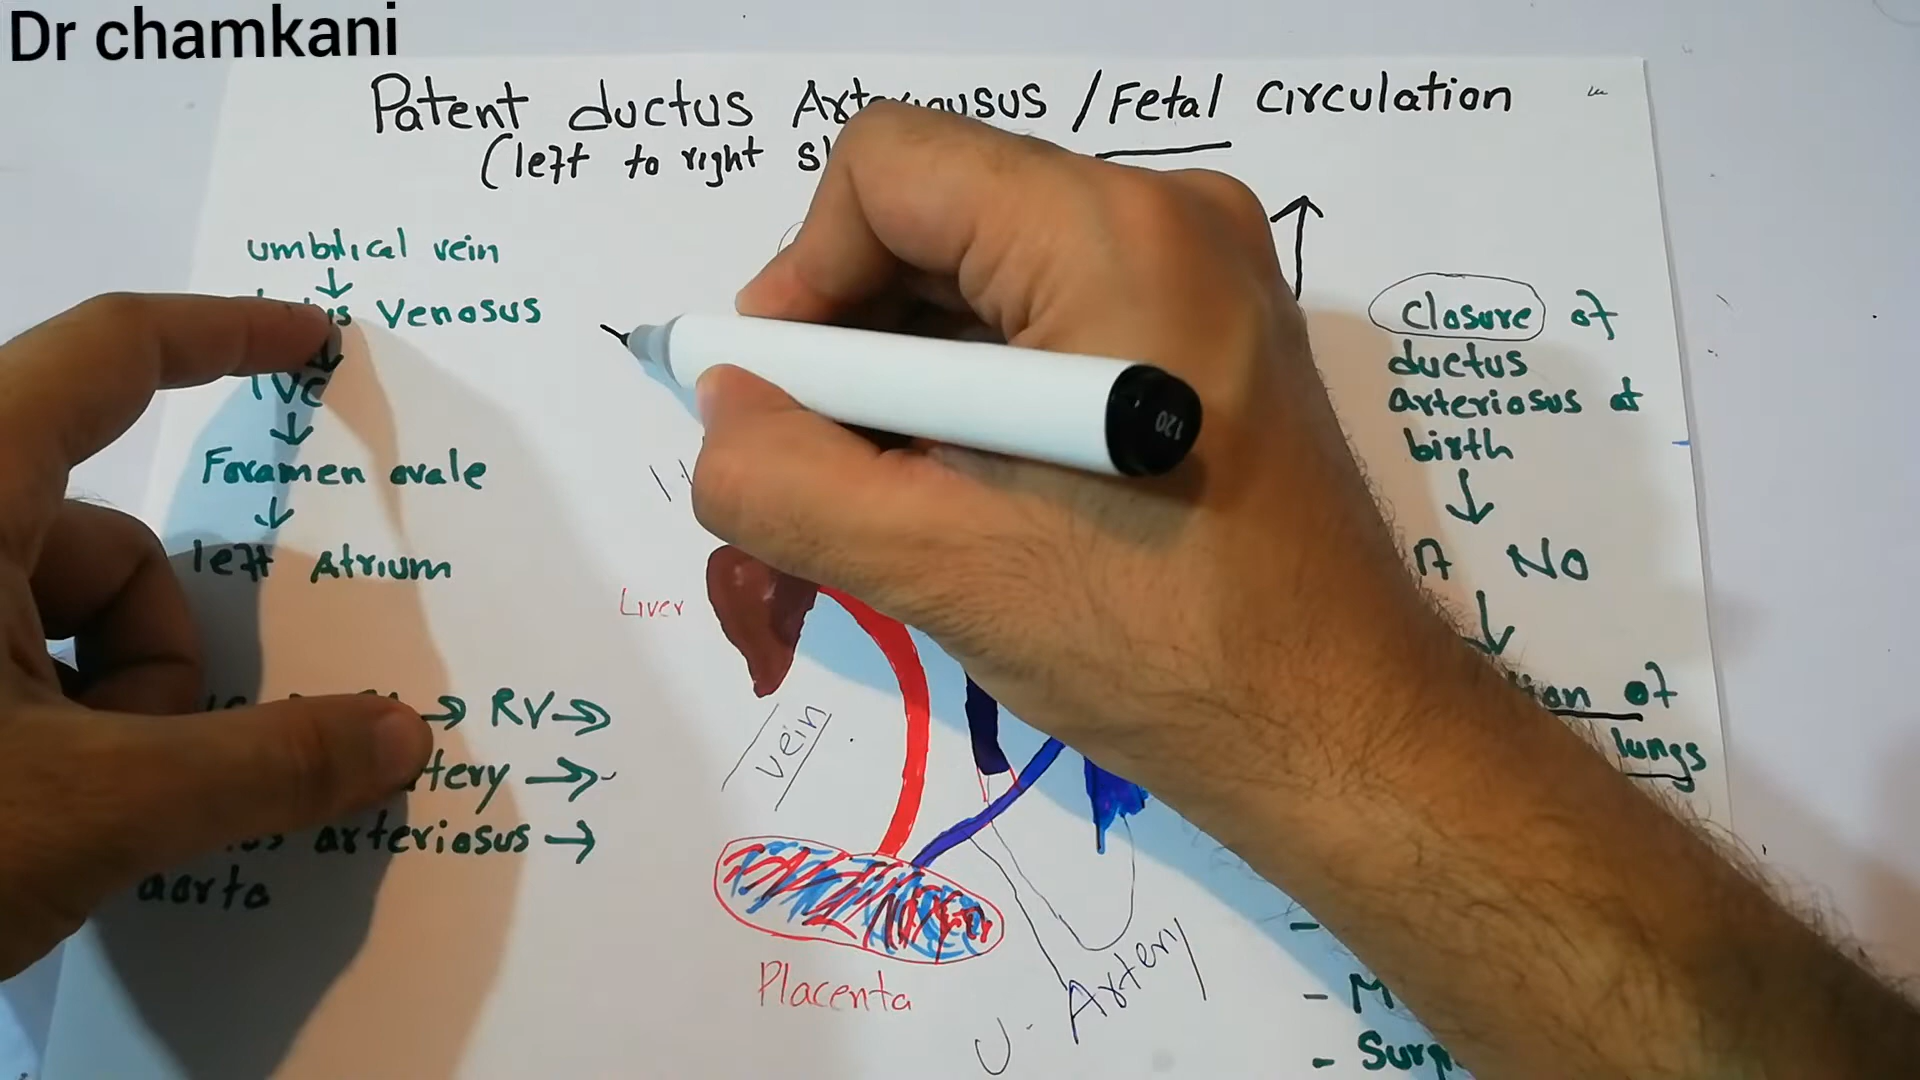 Dr chamkani
Patent ductus / Fetal Circulation
(left to right
umbilical vein
Venosus
IVC
Foramen ovale
left Atrium
→ RV →
→
arteriosus →
aorta
Liver
vein
Placenta
U. Artery
Closure of
ductus
arteriosus at
birth
NO
of
lungs
120